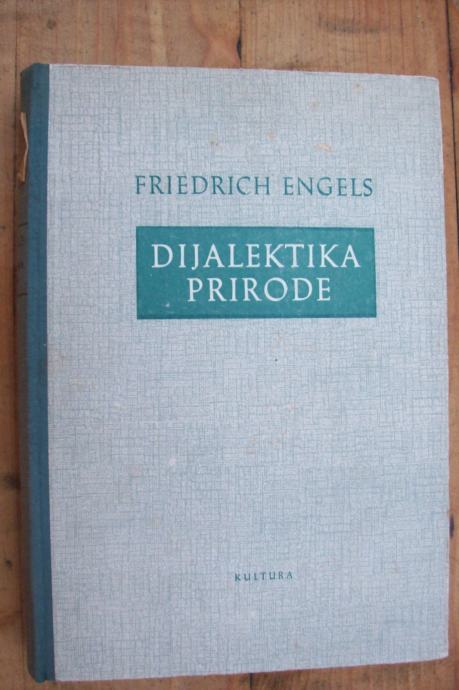 FRIEDRICH ENGELS
DIJALEKTIKA
PRIRODE
KULTURA